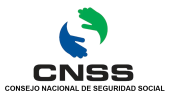 CNSS
CONSEJO NACIONAL DE SEGURIDAD SOCIAL